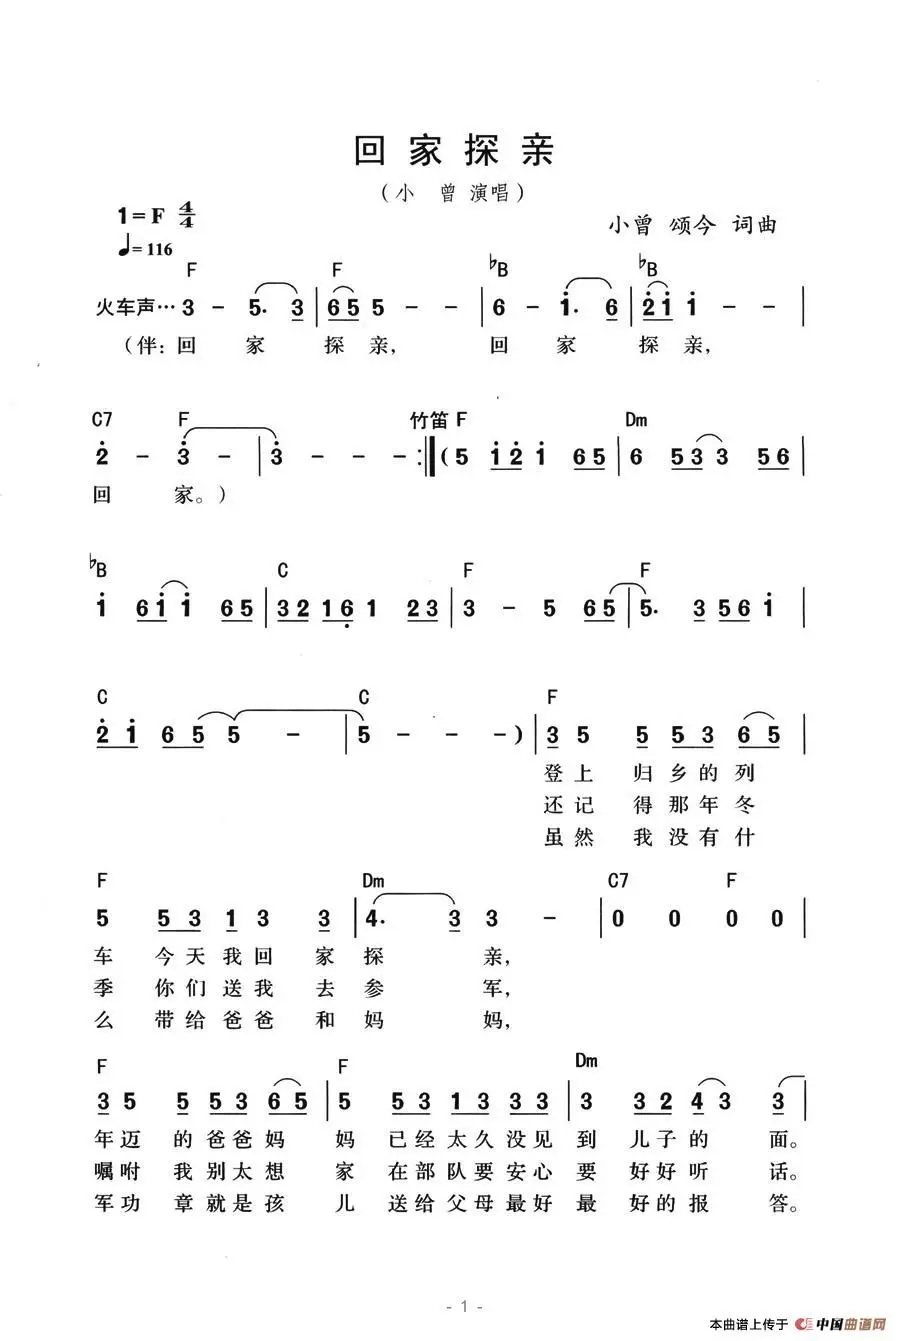 回家探亲
（小 曾 演唱）
1=F 4/4
♩=116
小曾 颂今 词曲
F F ♭B ♭B
火车声… 3 - 5. 3 | 6 5 5 5 - - | 6 - i. 6 | 2̇ i i - - |
（伴：回 家 探 亲， 回 家 探 亲，
C7 F 竹笛 F Dm
2̇ - 3̇ - | 3̇ - - - :‖ ( 5 i 2̇ i 6 5 | 6 5 3 3 5 6 |
回 家。）
♭B C F F
i 6 i i 6 5 | 3 2 1 6̣ 1 2 3 | 3 - 5 6 5 | 5. 3 5 6 i |
C C F
2̇ i 6 5 5 - | 5 - - - ) | 3 5 5 5 3 6 5 |
登上 归乡的列
还记 得那年冬
虽然 我没有什
F Dm C7 F
5 5 3 1 3 3 | 4. 3 3 - | 0 0 0 0 |
车 今天我回 家 探 亲，
季 你们送我 去 参 军，
么 带给爸爸 和 妈 妈，
F F Dm
3 5 5 5 3 6 5 | 5 5 3 1 3 3 3 | 3 3 2 4 3 3 |
年迈 的爸爸妈 妈 已经太久没见 到 儿子的 面。
嘱咐 我别太想 家 在部队要安心 要 好好听 话。
军功 章就是孩 儿 送给父母最好 最 好的报 答。
- 1 -
本曲谱上传于 中国曲谱网